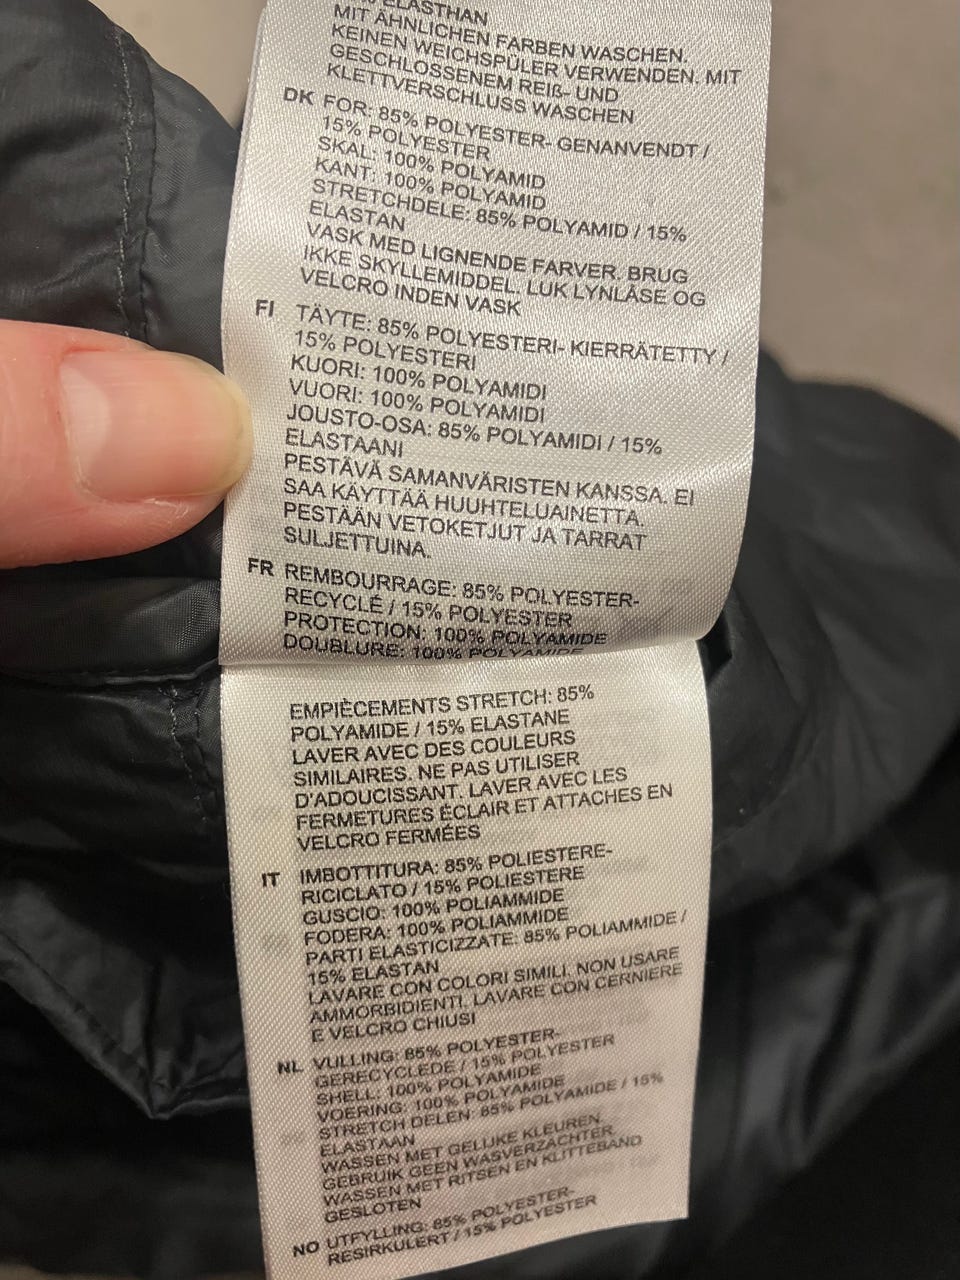 ELASTHAN
MIT ÄHNLICHEN FARBEN WASCHEN.
KEINEN WEICHSPÜLER VERWENDEN. MIT
GESCHLOSSENEM REIß- UND
KLETTVERSCHLUSS WASCHEN
DK FOR: 85% POLYESTER- GENANVENDT /
15% POLYESTER
SKAL: 100% POLYAMID
KANT: 100% POLYAMID
STRETCHDELE: 85% POLYAMID / 15%
ELASTAN
VASK MED LIGNENDE FARVER. BRUG
IKKE SKYLLEMIDDEL. LUK LYNLÅSE OG
VELCRO INDEN VASK
FI TÄYTE: 85% POLYESTERI- KIERRÄTETTY /
15% POLYESTERI
KUORI: 100% POLYAMIDI
VUORI: 100% POLYAMIDI
JOUSTO-OSA: 85% POLYAMIDI / 15%
ELASTAANI
PESTÄVÄ SAMANVÄRISTEN KANSSA. EI
SAA KÄYTTÄÄ HUUHTELUAINETTA.
PESTÄÄN VETOKETJUT JA TARRAT
SULJETTUINA.
FR REMBOURRAGE: 85% POLYESTER-
RECYCLÉ / 15% POLYESTER
PROTECTION: 100% POLYAMIDE
DOUBLURE: 100% POLYAMIDE
EMPIÈCEMENTS STRETCH: 85%
POLYAMIDE / 15% ELASTANE
LAVER AVEC DES COULEURS
SIMILAIRES. NE PAS UTILISER
D'ADOUCISSANT. LAVER AVEC LES
FERMETURES ÉCLAIR ET ATTACHES EN
VELCRO FERMÉES
IT IMBOTTITURA: 85% POLIESTERE-
RICICLATO / 15% POLIESTERE
GUSCIO: 100% POLIAMMIDE
FODERA: 100% POLIAMMIDE
PARTI ELASTICIZZATE: 85% POLIAMMIDE /
15% ELASTAN
LAVARE CON COLORI SIMILI. NON USARE
AMMORBIDIENTI. LAVARE CON CERNIERE
E VELCRO CHIUSI
NL VULLING: 85% POLYESTER-
GERECYCLEDE / 15% POLYESTER
SHELL: 100% POLYAMIDE
VOERING: 100% POLYAMIDE
STRETCH DELEN: 85% POLYAMIDE / 15%
ELASTAAN
WASSEN MET GELIJKE KLEUREN.
GEBRUIK GEEN WASVERZACHTER.
WASSEN MET RITSEN EN KLITTEBAND
GESLOTEN
NO UTFYLLING: 85% POLYESTER-
RESIRKULERT / 15% POLYESTER